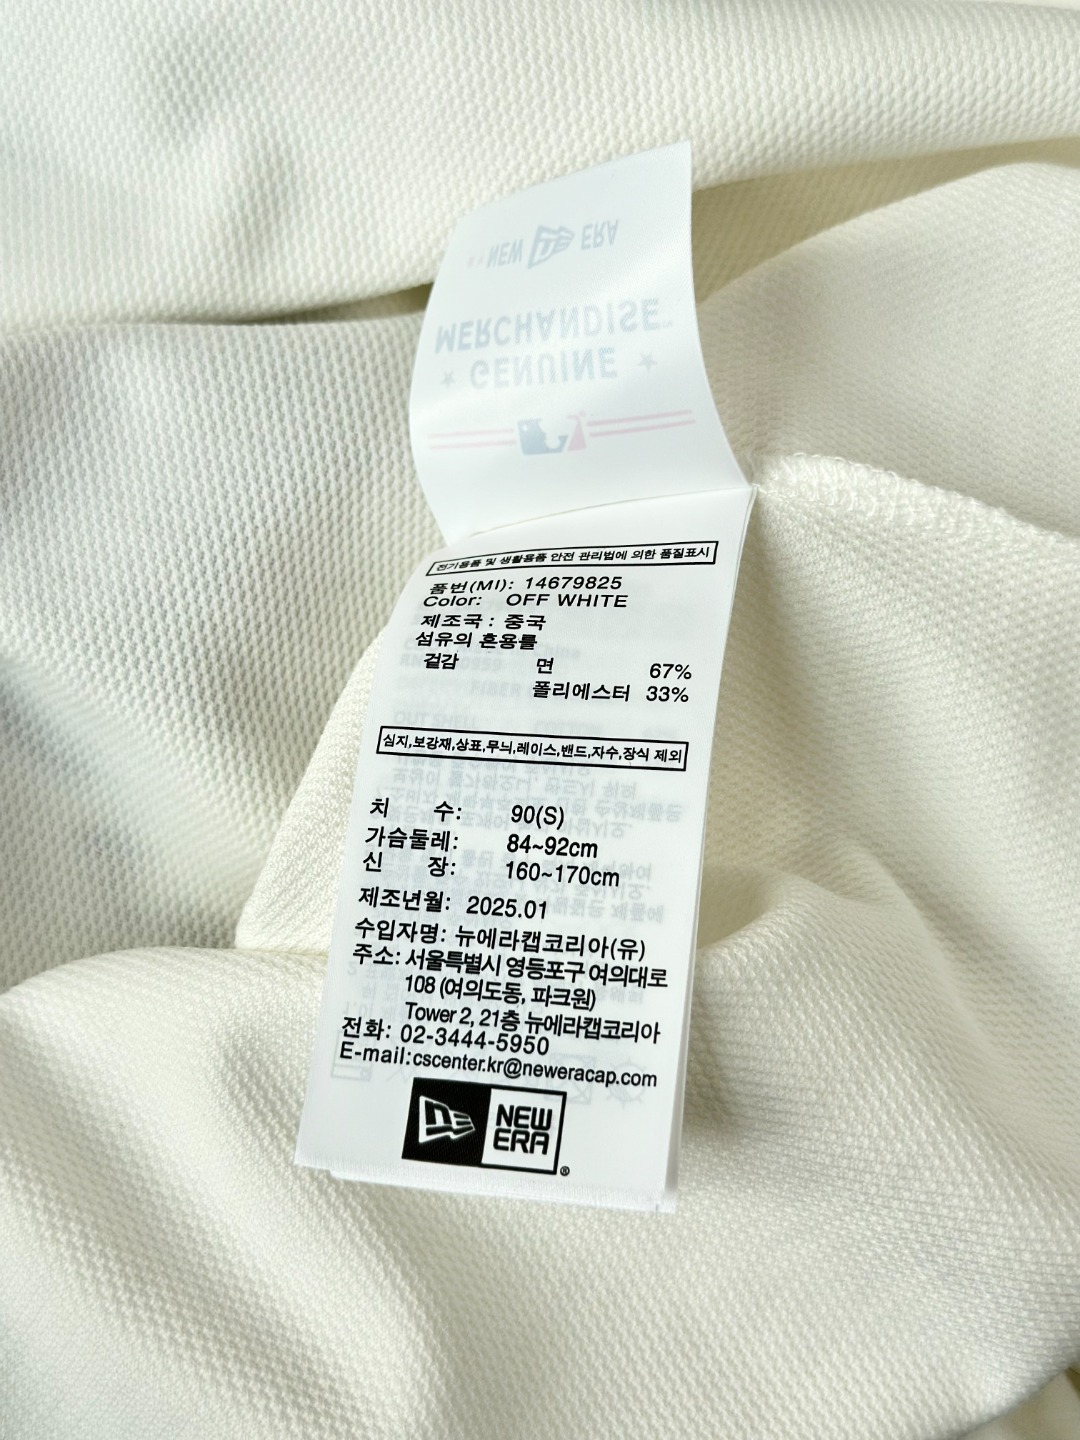 NEW ERA
MERCHANDISE
GENUINE
전기용품 및 생활용품 안전 관리법에 의한 품질표시
품번(MI): 14679825
Color: OFF WHITE
제조국 : 중국
섬유의 혼용률
겉감 면 67%
폴리에스터 33%
심지,보강재,상표,무늬,레이스,밴드,자수,장식 제외
치 수: 90(S)
가슴둘레: 84~92cm
신 장: 160~170cm
제조년월: 2025.01
수입자명: 뉴에라캡코리아(유)
주소: 서울특별시 영등포구 여의대로
108 (여의도동, 파크원)
Tower 2, 21층 뉴에라캡코리아
전화: 02-3444-5950
E-mail:cscenter.kr@neweracap.com
NEW
ERA
®